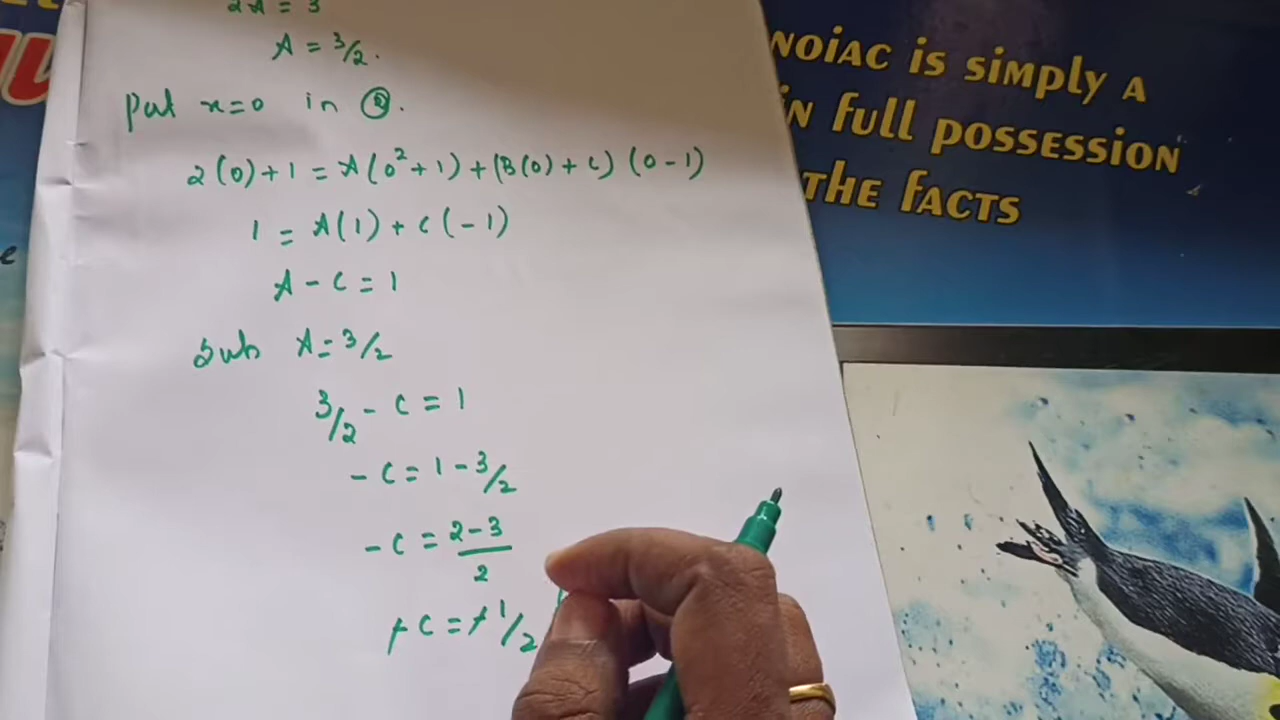 2A = 3
A = 3/2.
Put x=0 in ②.
2(0)+1 = A(0²+1)+(B(0)+C)(0-1)
1 = A(1)+C(-1)
A-C=1
Sub A=3/2
3/2 - C = 1
-C = 1-3/2
-C = 2-3/2
-C = -1/2
NOIAC IS SIMPLY A
IN FULL POSSESSION
THE FACTS